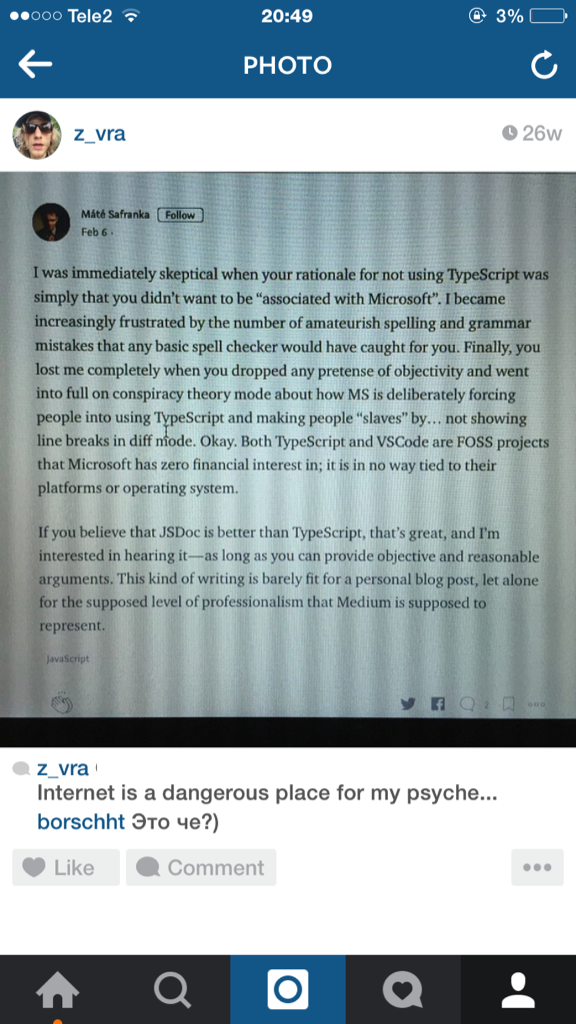 Tele2 20:49 3%
PHOTO
z_vra 26w
Máté Safranka Follow
Feb 6 ·
I was immediately skeptical when your rationale for not using TypeScript was
simply that you didn't want to be “associated with Microsoft”. I became
increasingly frustrated by the number of amateurish spelling and grammar
mistakes that any basic spell checker would have caught for you. Finally, you
lost me completely when you dropped any pretense of objectivity and went
into full on conspiracy theory mode about how MS is deliberately forcing
people into using TypeScript and making people “slaves” by… not showing
line breaks in diff mode. Okay. Both TypeScript and VSCode are FOSS projects
that Microsoft has zero financial interest in; it is in no way tied to their
platforms or operating system.
If you believe that JSDoc is better than TypeScript, that's great, and I'm
interested in hearing it—as long as you can provide objective and reasonable
arguments. This kind of writing is barely fit for a personal blog post, let alone
for the supposed level of professionalism that Medium is supposed to
represent.
JavaScript
2
z_vra
Internet is a dangerous place for my psyche...
borschht Это че?)
Like Comment